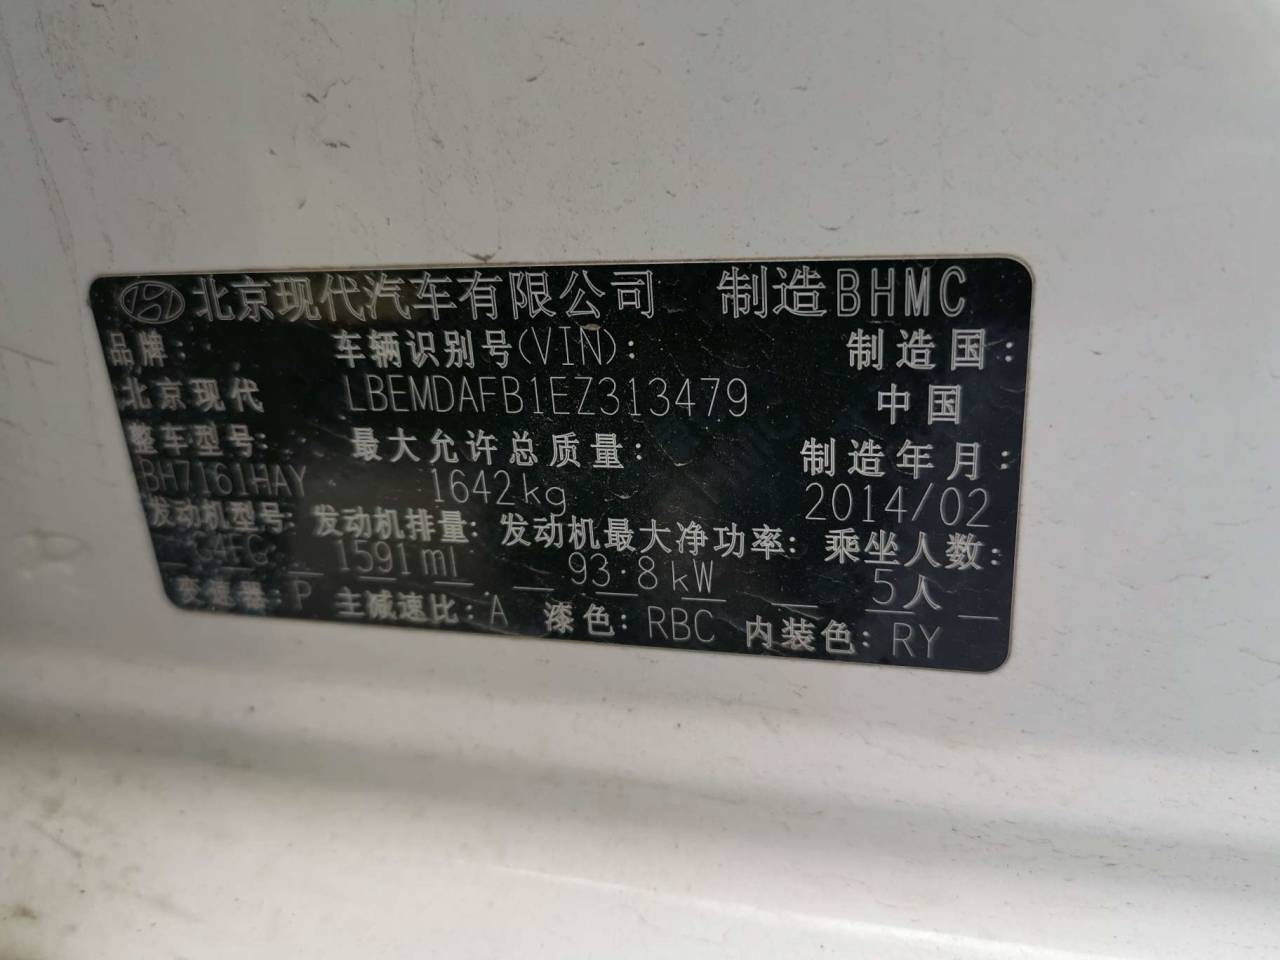 北京现代汽车有限公司 制造BHMC
品牌: 车辆识别号(VIN): 制造国:
北京现代 LBEMDAFB1EZ313479 中国
整车型号: 最大允许总质量: 制造年月:
BH7161HAY 1642kg 2014/02
发动机型号: 发动机排量: 发动机最大净功率: 乘坐人数:
G4FC 1591ml 93.8kW 5人
变速器: P 主减速比: A 漆色: RBC 内装色: RY